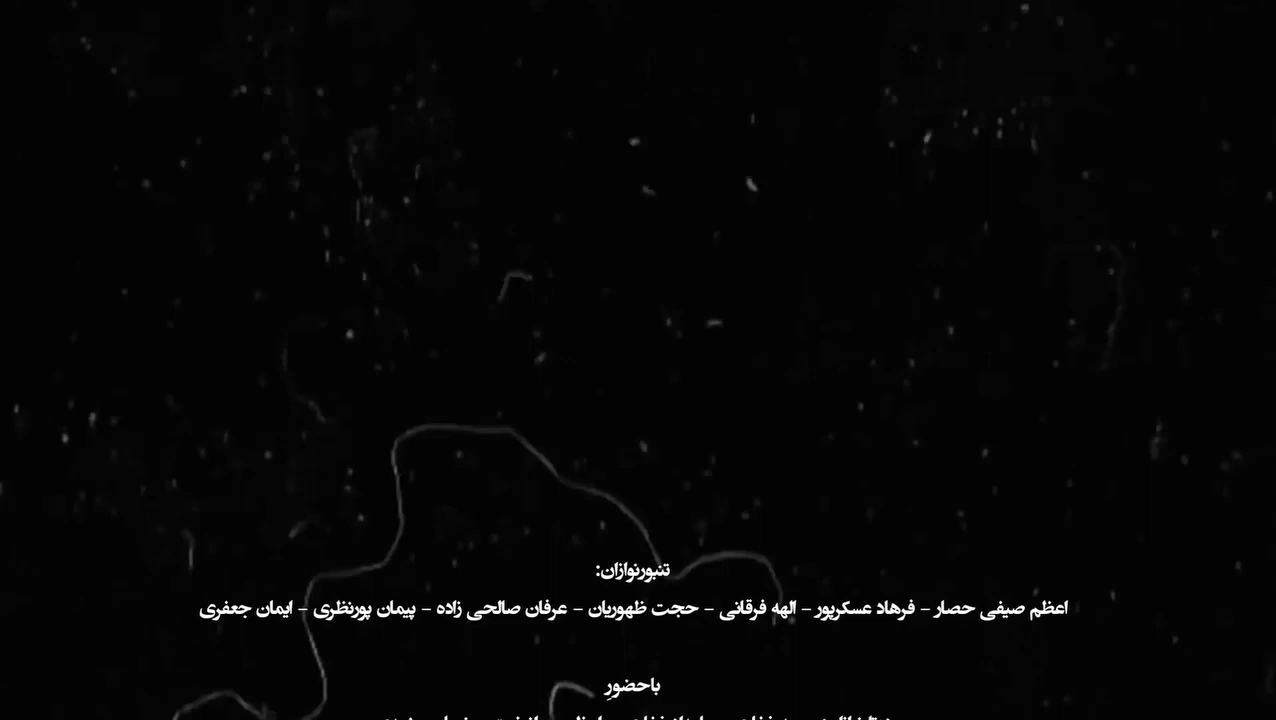 تنبورنوازان:
اعظم صیفی حصار – فرهاد عسکرپور – الهه فرقانی – حجت ظهوریان – عرفان صالحی زاده – پیمان پورنظری – ایمان جعفری
باحضورِ